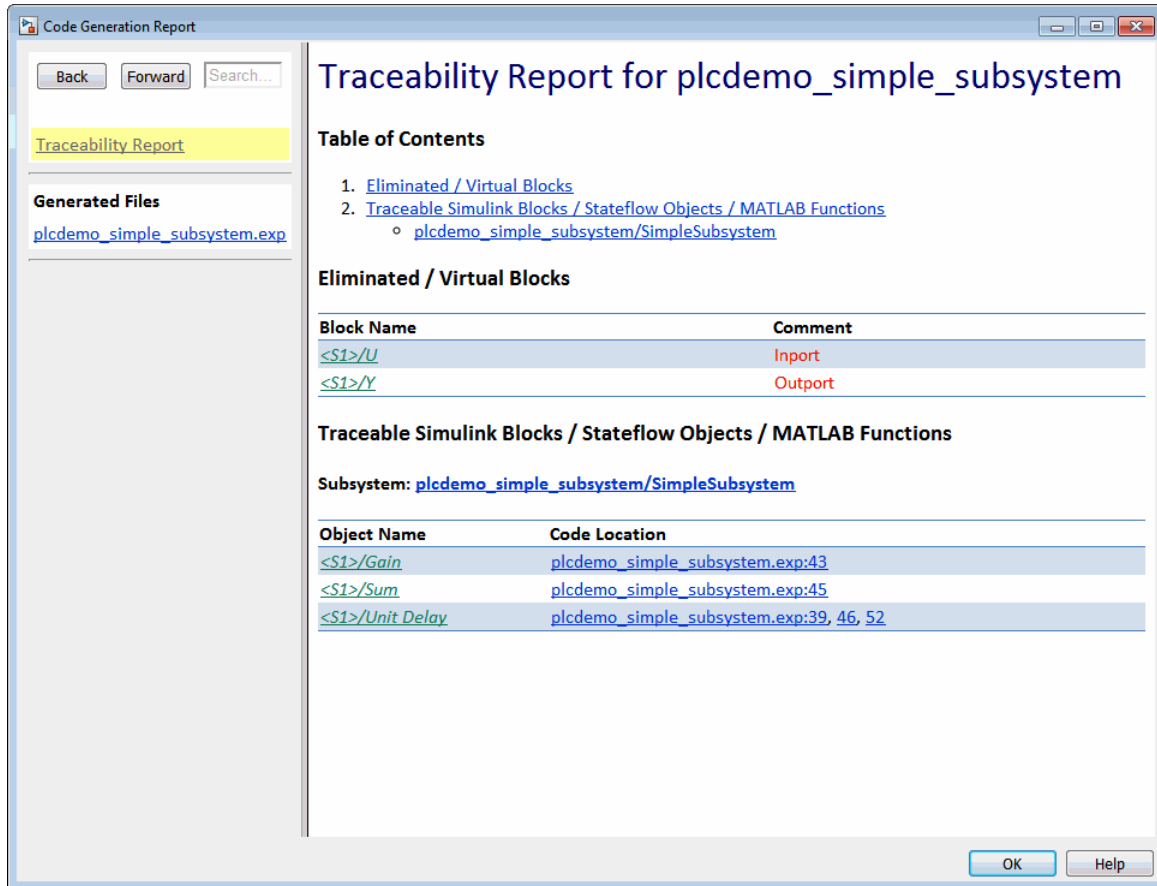 Code Generation Report
Back Forward Search...
Traceability Report
Generated Files
plcdemo_simple_subsystem.exp
Traceability Report for plcdemo_simple_subsystem
Table of Contents
1. Eliminated / Virtual Blocks
2. Traceable Simulink Blocks / Stateflow Objects / MATLAB Functions
plcdemo_simple_subsystem/SimpleSubsystem
Eliminated / Virtual Blocks
Block Name Comment
<S1>/U Inport
<S1>/Y Outport
Traceable Simulink Blocks / Stateflow Objects / MATLAB Functions
Subsystem: plcdemo_simple_subsystem/SimpleSubsystem
Object Name Code Location
<S1>/Gain plcdemo_simple_subsystem.exp:43
<S1>/Sum plcdemo_simple_subsystem.exp:45
<S1>/Unit Delay plcdemo_simple_subsystem.exp:39, 46, 52
OK Help